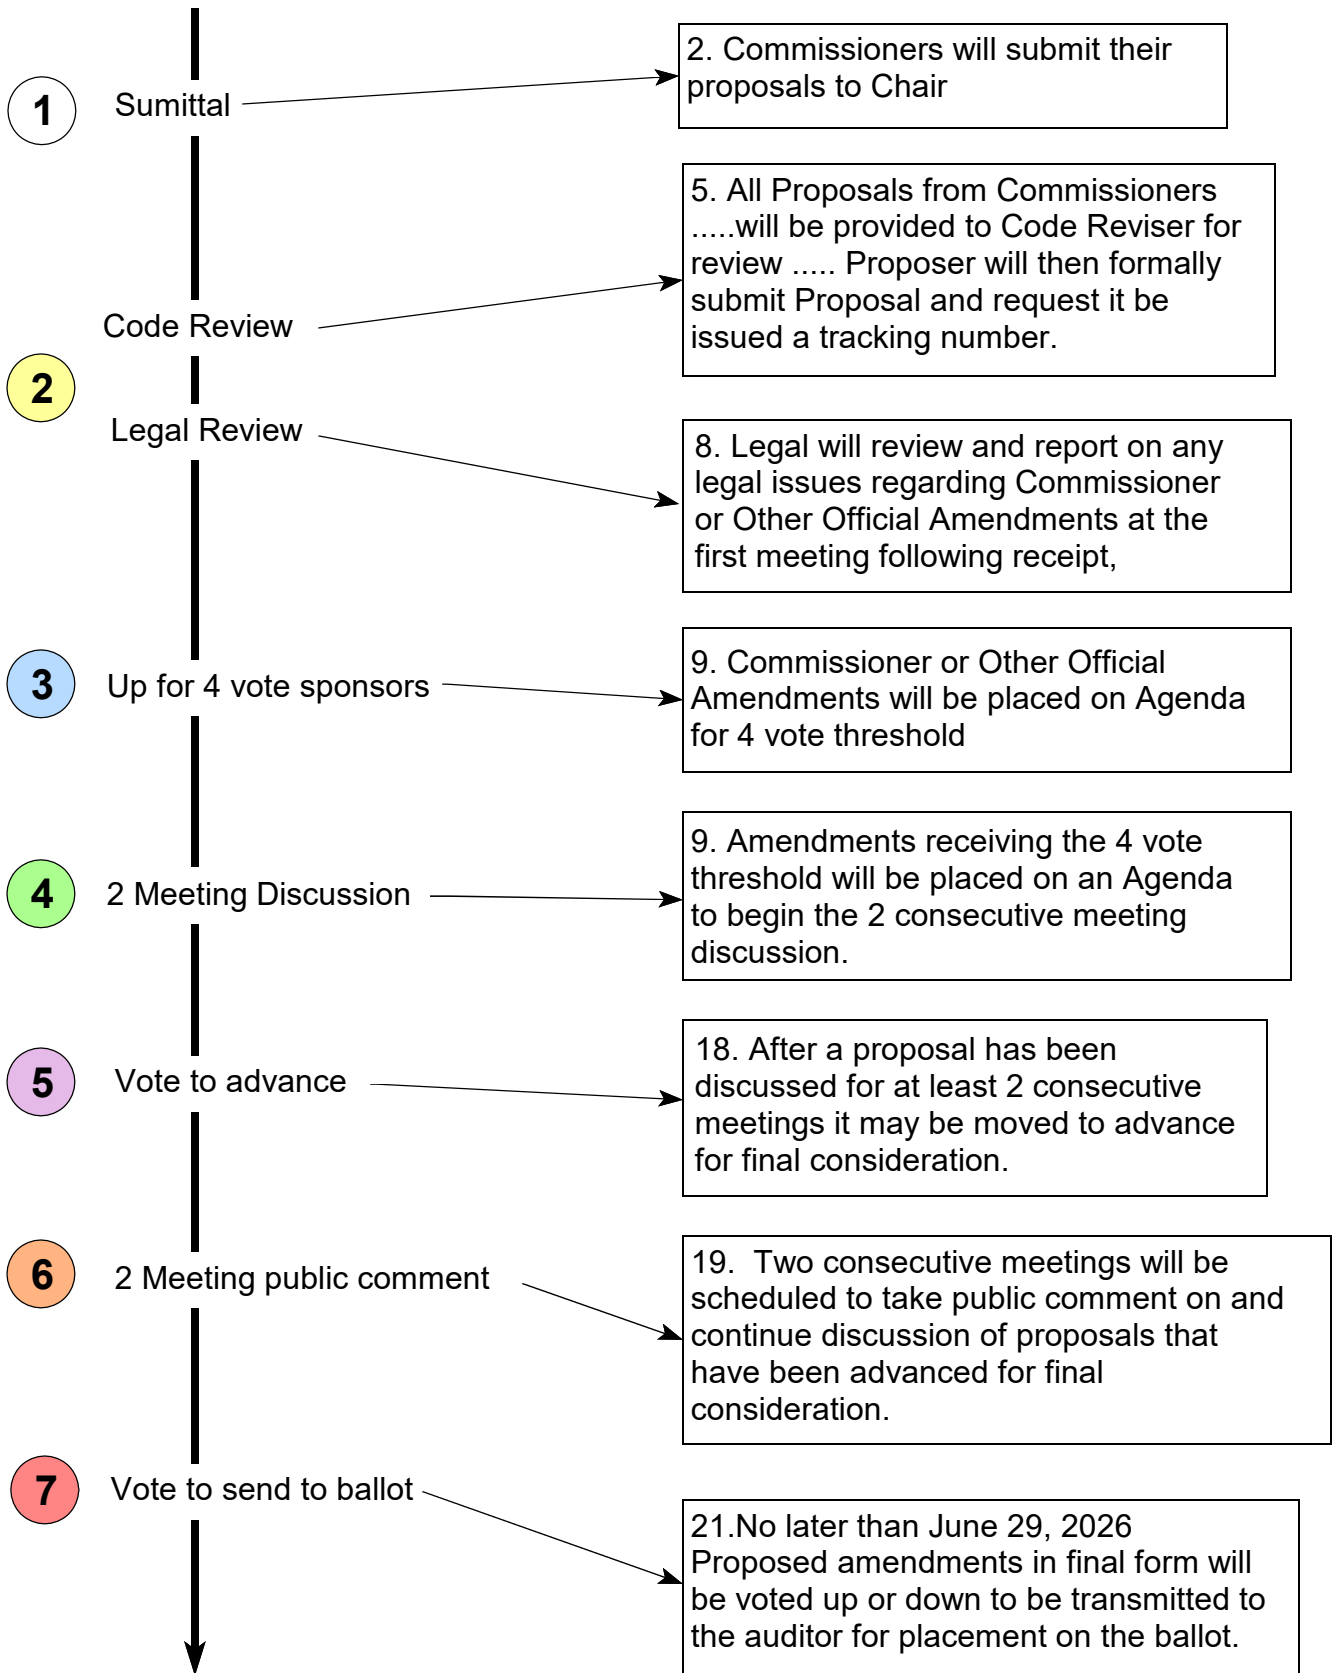 1
Sumittal
2. Commissioners will submit their
proposals to Chair
5. All Proposals from Commissioners
.....will be provided to Code Reviser for
review ..... Proposer will then formally
submit Proposal and request it be
issued a tracking number.
Code Review
2
Legal Review
8. Legal will review and report on any
legal issues regarding Commissioner
or Other Official Amendments at the
first meeting following receipt,
3
Up for 4 vote sponsors
9. Commissioner or Other Official
Amendments will be placed on Agenda
for 4 vote threshold
4
2 Meeting Discussion
9. Amendments receiving the 4 vote
threshold will be placed on an Agenda
to begin the 2 consecutive meeting
discussion.
5
Vote to advance
18. After a proposal has been
discussed for at least 2 consecutive
meetings it may be moved to advance
for final consideration.
6
2 Meeting public comment
19.  Two consecutive meetings will be
scheduled to take public comment on and
continue discussion of proposals that
have been advanced for final
consideration.
7
Vote to send to ballot
21.No later than June 29, 2026
Proposed amendments in final form will
be voted up or down to be transmitted to
the auditor for placement on the ballot.